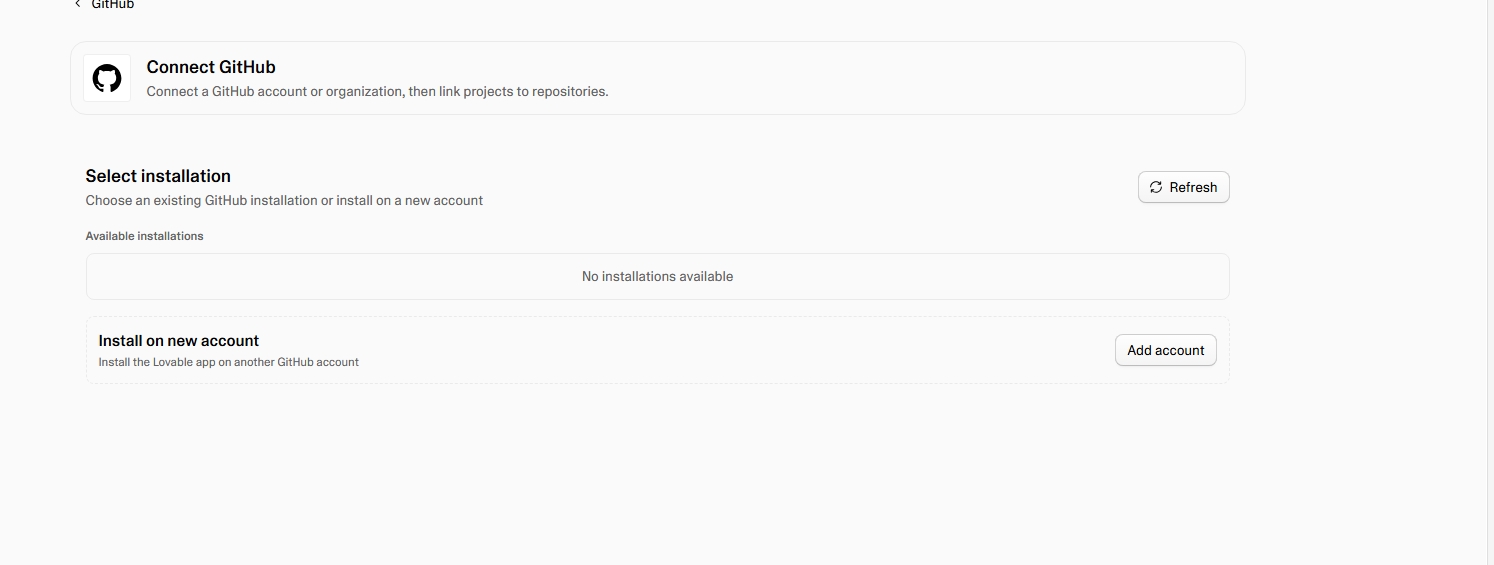 GitHub
Connect GitHub
Connect a GitHub account or organization, then link projects to repositories.
Select installation
Choose an existing GitHub installation or install on a new account
Refresh
Available installations
No installations available
Install on new account
Install the Lovable app on another GitHub account
Add account